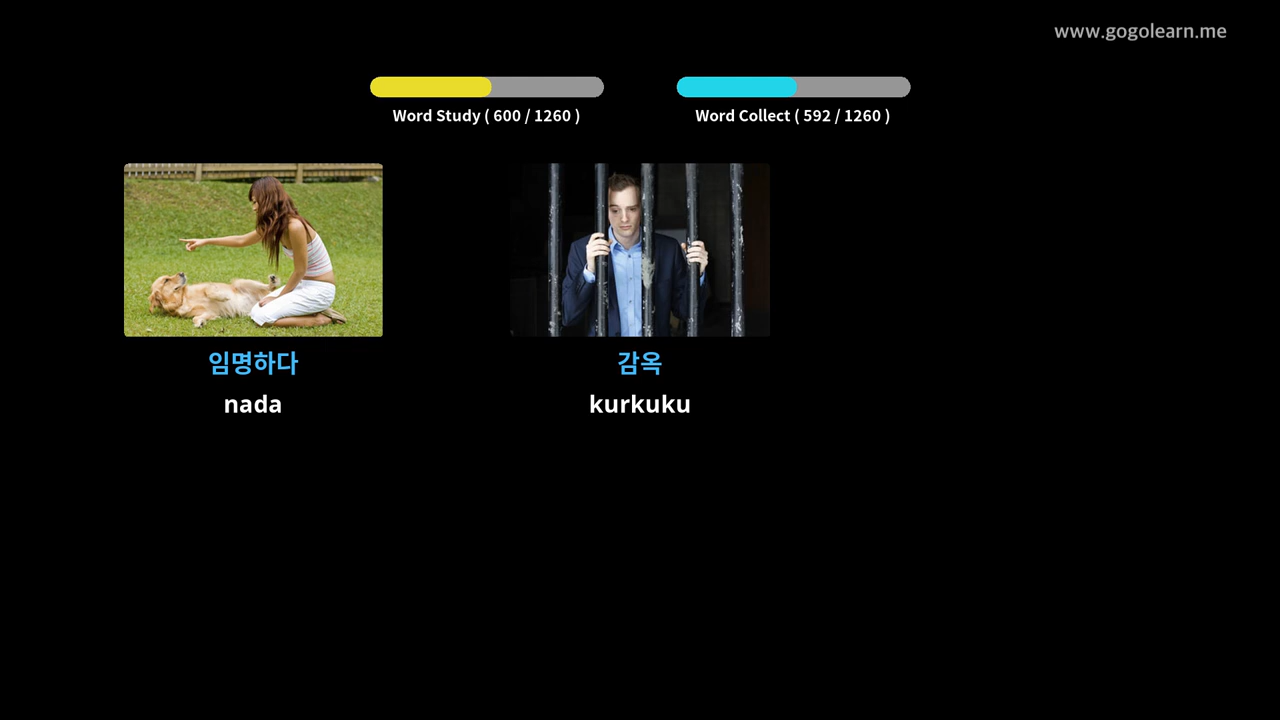 www.gogolearn.me
Word Study ( 600 / 1260 )
Word Collect ( 592 / 1260 )
임명하다
nada
감옥
kurkuku